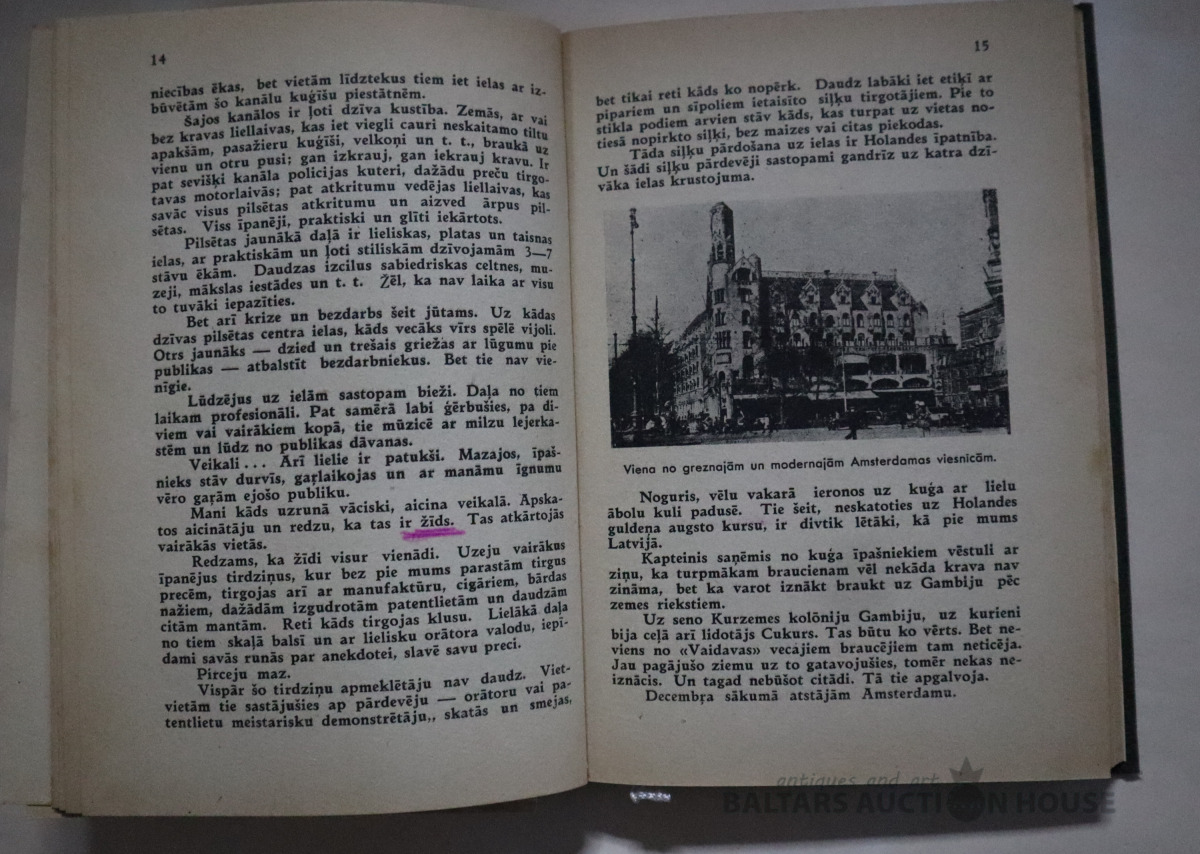 14
niecības ēkas, bet vietām līdztekus tiem iet ielas ar iz-
būvētām šo kanālu kuģīšu piestātnēm.
Šajos kanālos ir ļoti dzīva kustība. Zemās, ar vai
bez kravas liellaivas, kas iet viegli cauri neskaitamo tiltu
apakšām, pasažieru kuģīši, velkoņi un t. t., braukā uz
vienu un otru pusi; gan izkrauj, gan iekrauj kravu. Ir
pat sevišķi kanāla policijas kuteri, dažādu preču tirgo-
tavas motorlaivās; pat atkritumu vedējas liellaivas, kas
savāc visus pilsētas atkritumu un aizved ārpus pil-
sētas. Viss īpanēji, praktiski un glīti iekārtots.
Pilsētas jaunākā daļā ir lieliskas, platas un taisnas
ielas, ar praktiskām un ļoti stiliskām dzīvojamām 3—7
stāvu ēkām. Daudzas izcilus sabiedriskas celtnes, mu-
zeji, mākslas iestādes un t. t. Žēl, ka nav laika ar visu
to tuvāki iepazīties.
Bet arī krize un bezdarbs šeit jūtams. Uz kādas
dzīvas pilsētas centra ielas, kāds vecāks vīrs spēlē vijoli.
Otrs jaunāks — dzied un trešais griežas ar lūgumu pie
publikas — atbalstīt bezdarbniekus. Bet tie nav vie-
nīgie.
Lūdzējus uz ielām sastopam bieži. Daļa no tiem
laikam profesionāli. Pat samērā labi ģērbušies, pa di-
viem vai vairākiem kopā, tie mūzicē ar milzu lejerka-
stēm un lūdz no publikas dāvanas.
Veikali... Arī lielie ir patukši. Mazajos, īpaš-
nieks stāv durvīs, gaŗlaikojas un ar manāmu īgnumu
vēro gaŗām ejošo publiku.
Mani kāds uzrunā vāciski, aicina veikalā. Apska-
tos aicinātāju un redzu, ka tas ir žīds. Tas atkārtojās
vairākās vietās.
Redzams, ka žīdi visur vienādi. Uzeju vairākus
īpanējus tirdziņus, kur bez pie mums parastām tirgus
precēm, tirgojas arī ar manufaktūru, cigāriem, bārdas
nažiem, dažādām izgudrotām patentlietām un daudzām
citām mantām. Reti kāds tirgojas klusu. Lielākā daļa
no tiem skaļā balsī un ar lielisku orātora valodu, iepī-
dami savās runās par anekdotei, slavē savu preci.
Pircēju maz.
Vispār šo tirdziņu apmeklētāju nav daudz. Viet-
vietām tie sastājušies ap pārdevēju — orātoru vai pa-
tentlietu meistarisku demonstrētāju,, skatās un smejas,
15
bet tikai reti kāds ko nopērk. Daudz labāki iet etiķī ar
pipariem un sīpoliem ietaisīto siļķu tirgotājiem. Pie to
stikla podiem arvien stāv kāds, kas turpat uz vietas no-
tiesā nopirkto siļķi, bez maizes vai citas piekodas.
Tāda siļķu pārdošana uz ielas ir Holandes īpatnība.
Un šādi siļķu pārdevēji sastopami gandrīz uz katra dzī-
vāka ielas krustojuma.
Viena no greznajām un modernajām Amsterdamas viesnīcām.
Noguris, vēlu vakarā ieronos uz kuģa ar lielu
ābolu kuli padusē. Tie šeit, neskatoties uz Holandes
guldeņa augsto kursu, ir divtik lētāki, kā pie mums
Latvijā.
Kapteinis saņēmis no kuģa īpašniekiem vēstuli ar
ziņu, ka turpmākam braucienam vēl nekāda krava nav
zināma, bet ka varot iznākt braukt uz Gambiju pēc
zemes riekstiem.
Uz seno Kurzemes kolōniju Gambiju, uz kurieni
bija ceļā arī lidotājs Cukurs. Tas būtu ko vērts. Bet ne-
viens no «Vaidavas» vecajiem braucējiem tam neticēja.
Jau pagājušo ziemu uz to gatavojušies, tomēr nekas ne-
iznācis. Un tagad nebūšot citādi. Tā tie apgalvoja.
Decembŗa sākumā atstājām Amsterdamu.
antiques and art
BALTARS AUCTION HOUSE